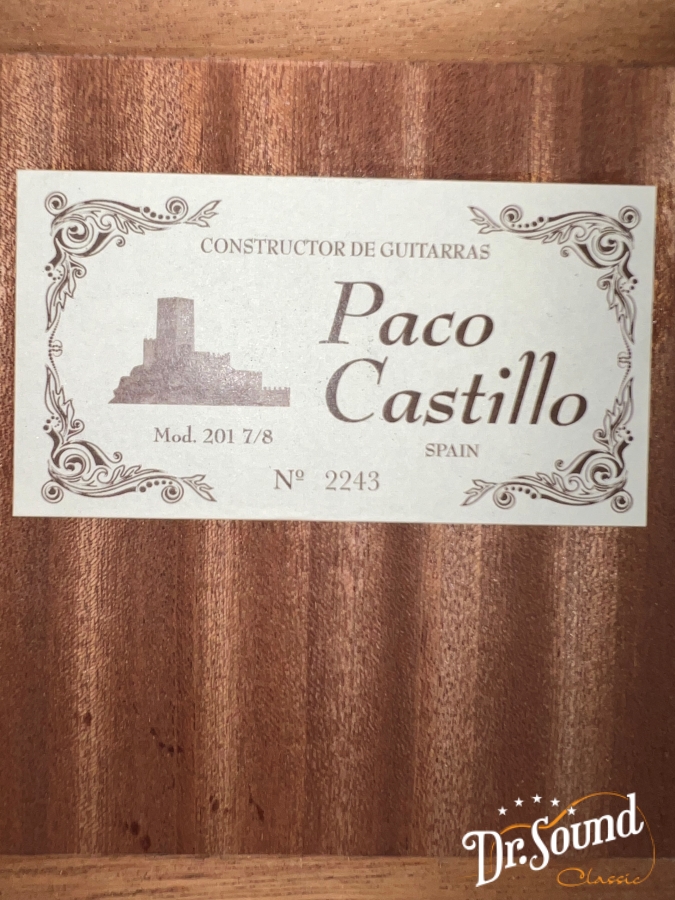 CONSTRUCTOR DE GUITARRAS
Paco
Castillo
Mod. 201 7/8
SPAIN
Nº 2243
Dr. Sound
Classic